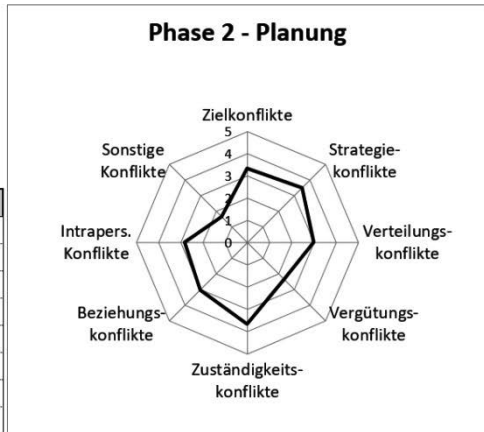 Phase 2 - Planung
Zielkonflikte
5
4
3
2
1
0
Strategie-
konflikte
Verteilungs-
konflikte
Vergütungs-
konflikte
Zuständigkeits-
konflikte
Beziehungs-
konflikte
Intrapers.
Konflikte
Sonstige
Konflikte